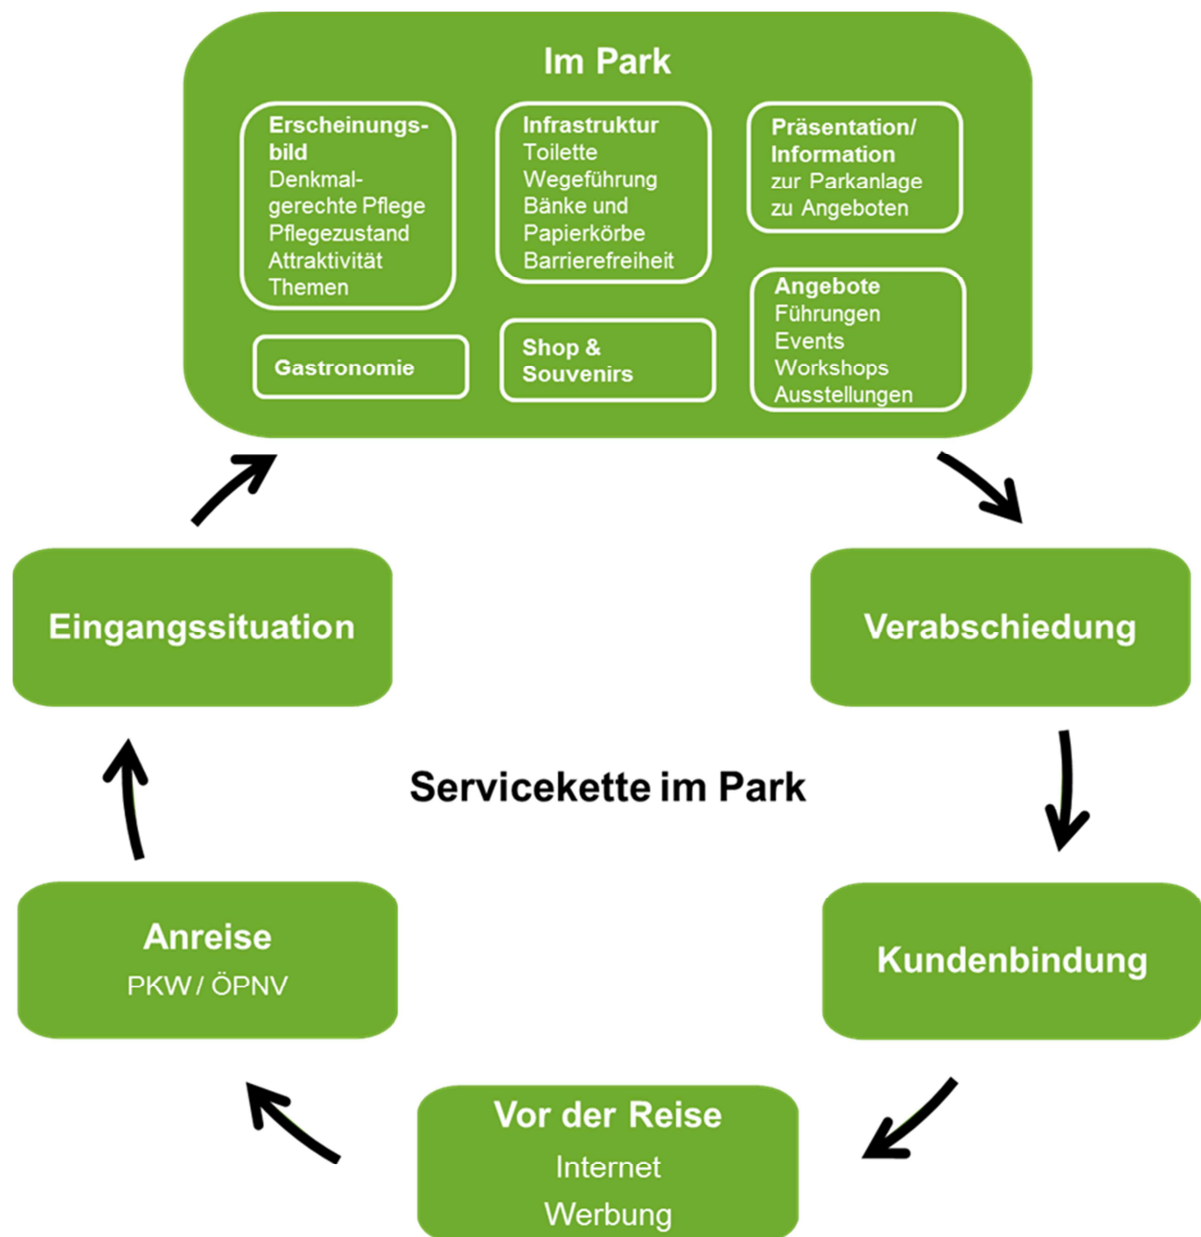 Im Park
Erscheinungs-
bild
Denkmal-
gerechte Pflege
Pflegezustand
Attraktivität
Themen
Infrastruktur
Toilette
Wegeführung
Bänke und
Papierkörbe
Barrierefreiheit
Präsentation/
Information
zur Parkanlage
zu Angeboten
Gastronomie
Shop &
Souvenirs
Angebote
Führungen
Events
Workshops
Ausstellungen
Eingangssituation
Verabschiedung
Servicekette im Park
Anreise
PKW / ÖPNV
Kundenbindung
Vor der Reise
Internet
Werbung